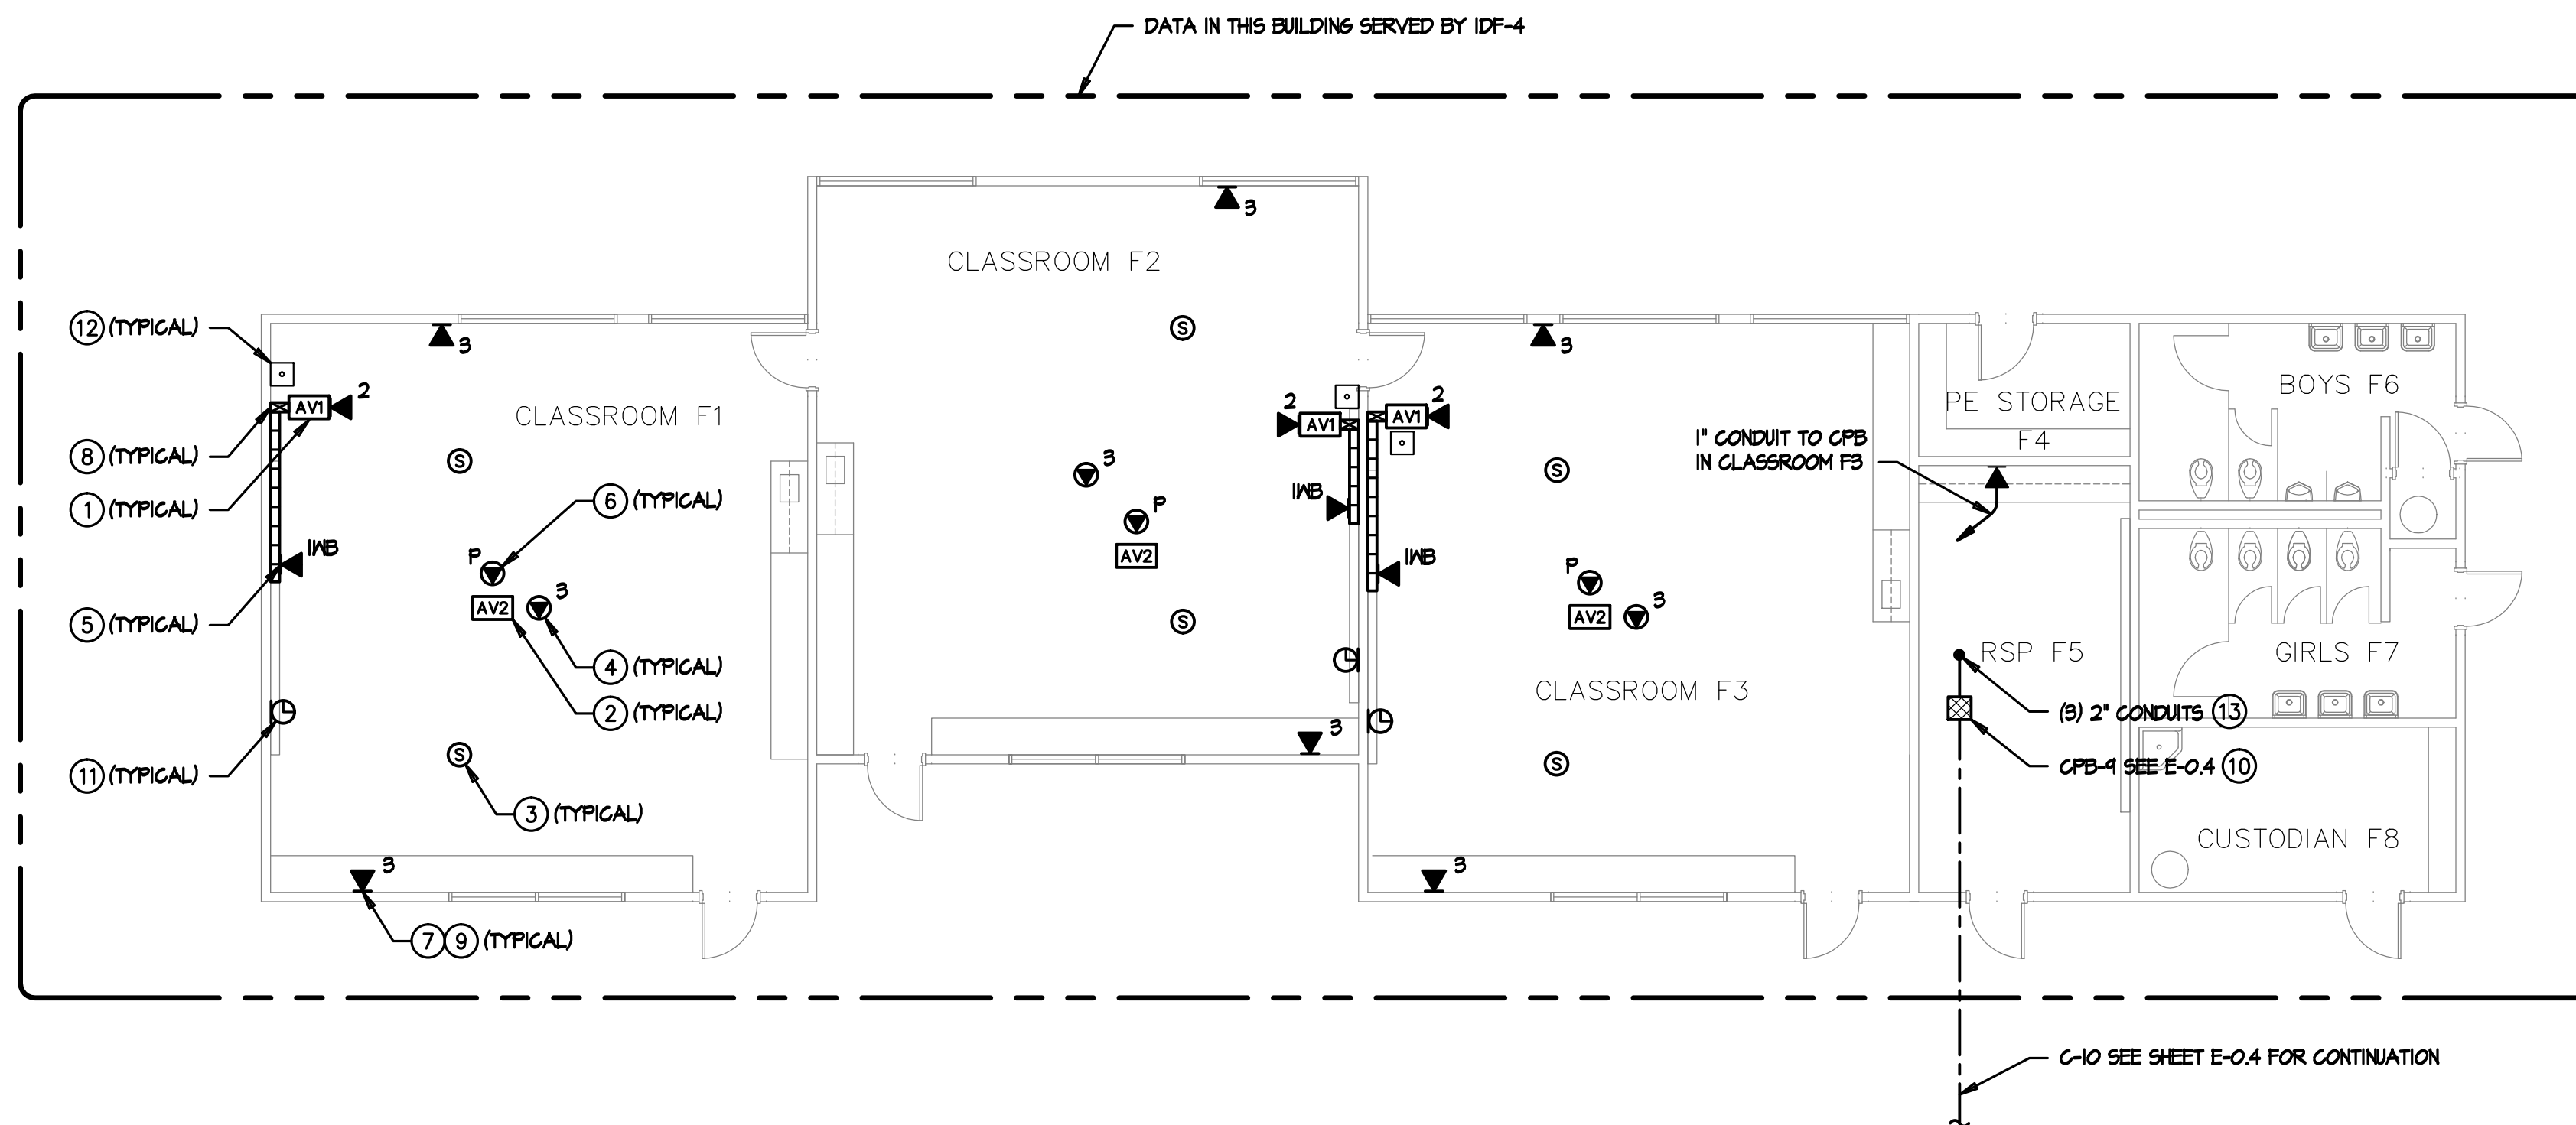 DATA IN THIS BUILDING SERVED BY IDF-4
3
CLASSROOM F2
12 (TYPICAL)
3
3
S
2
AV1
CLASSROOM F1
8 (TYPICAL)
1 (TYPICAL)
S
6 (TYPICAL)
P
IWB
AV2
3
5 (TYPICAL)
4 (TYPICAL)
2 (TYPICAL)
11 (TYPICAL)
S
3 (TYPICAL)
3
7 9 (TYPICAL)
2
AV1
3
P
AV2
IWB
S
3
2
AV1
IWB
S
P
AV2
3
CLASSROOM F3
S
3
1" CONDUIT TO CPB
IN CLASSROOM F3
PE STORAGE
F4
BOYS F6
RSP F5
GIRLS F7
(3) 2" CONDUITS 13
CPB-9 SEE E-0.4 10
CUSTODIAN F8
C-10 SEE SHEET E-0.4 FOR CONTINUATION